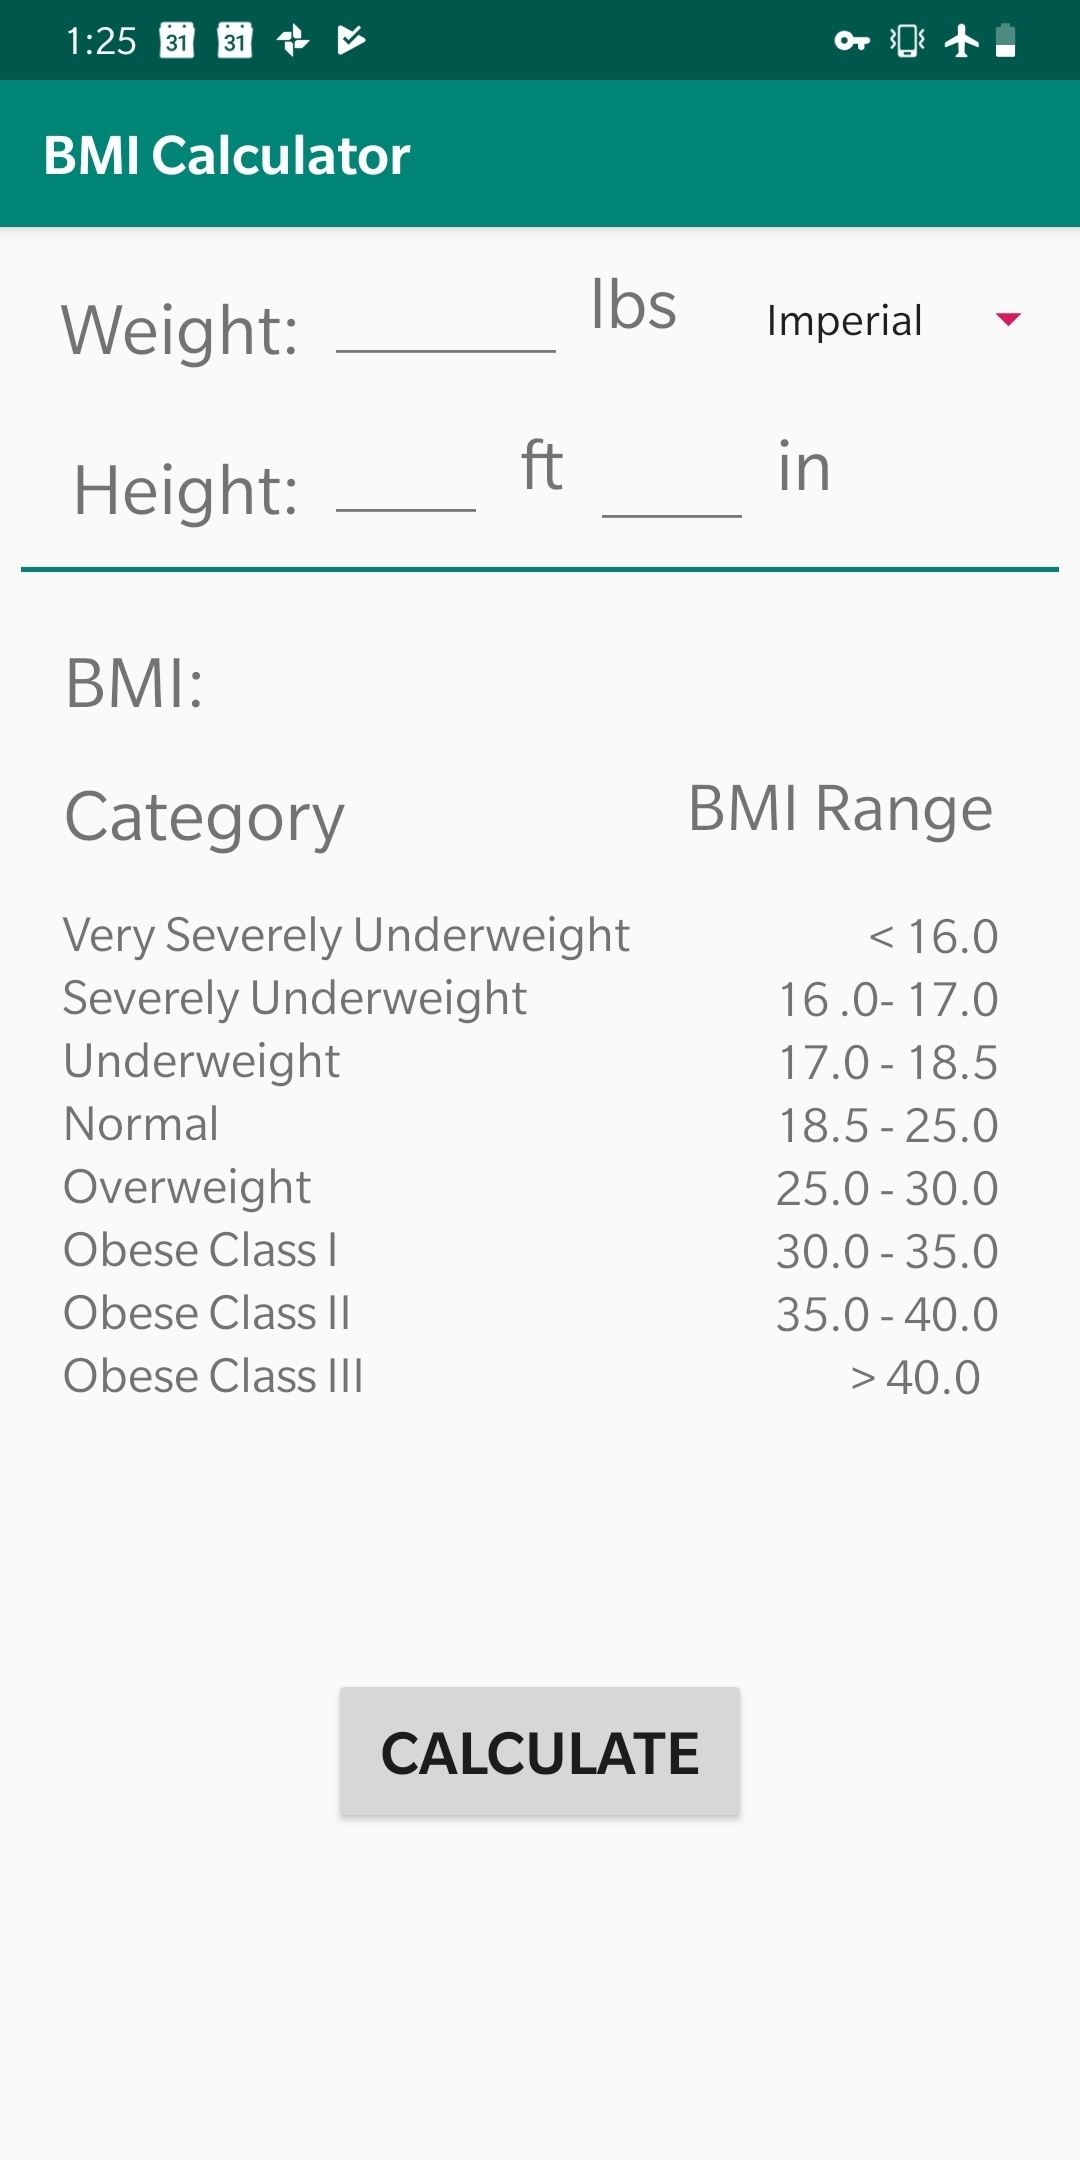 1:25 31 31
BMI Calculator
Weight: lbs Imperial
Height: ft in
BMI:
Category BMI Range
Very Severely Underweight < 16.0
Severely Underweight 16 .0- 17.0
Underweight 17.0 - 18.5
Normal 18.5 - 25.0
Overweight 25.0 - 30.0
Obese Class I 30.0 - 35.0
Obese Class II 35.0 - 40.0
Obese Class III > 40.0
CALCULATE